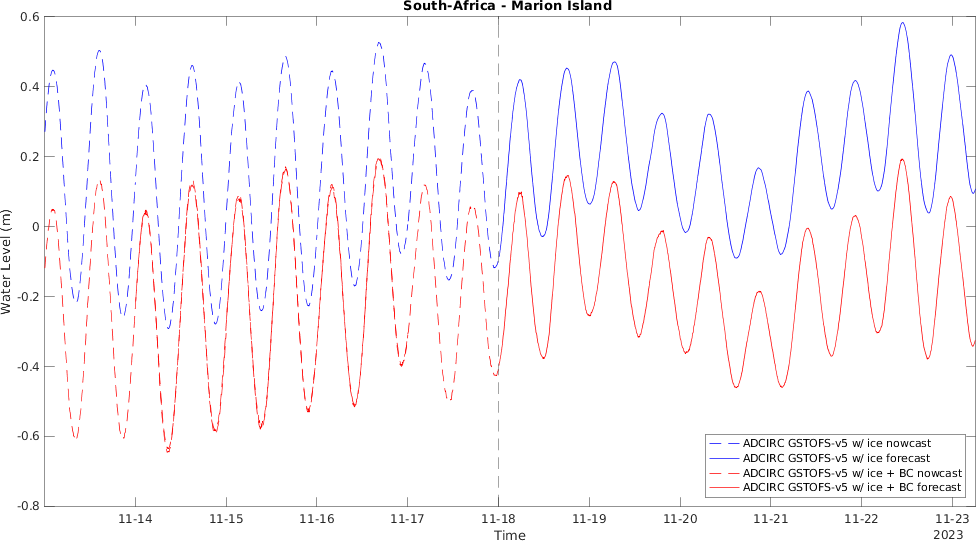 South-Africa - Marion Island
0.6
0.4
0.2
0
-0.2
-0.4
-0.6
-0.8
Water Level (m)
ADCIRC GSTOFS-v5 w/ ice nowcast
ADCIRC GSTOFS-v5 w/ ice forecast
ADCIRC GSTOFS-v5 w/ ice + BC nowcast
ADCIRC GSTOFS-v5 w/ ice + BC forecast
11-14 11-15 11-16 11-17 11-18 11-19 11-20 11-21 11-22 11-23
Time
2023